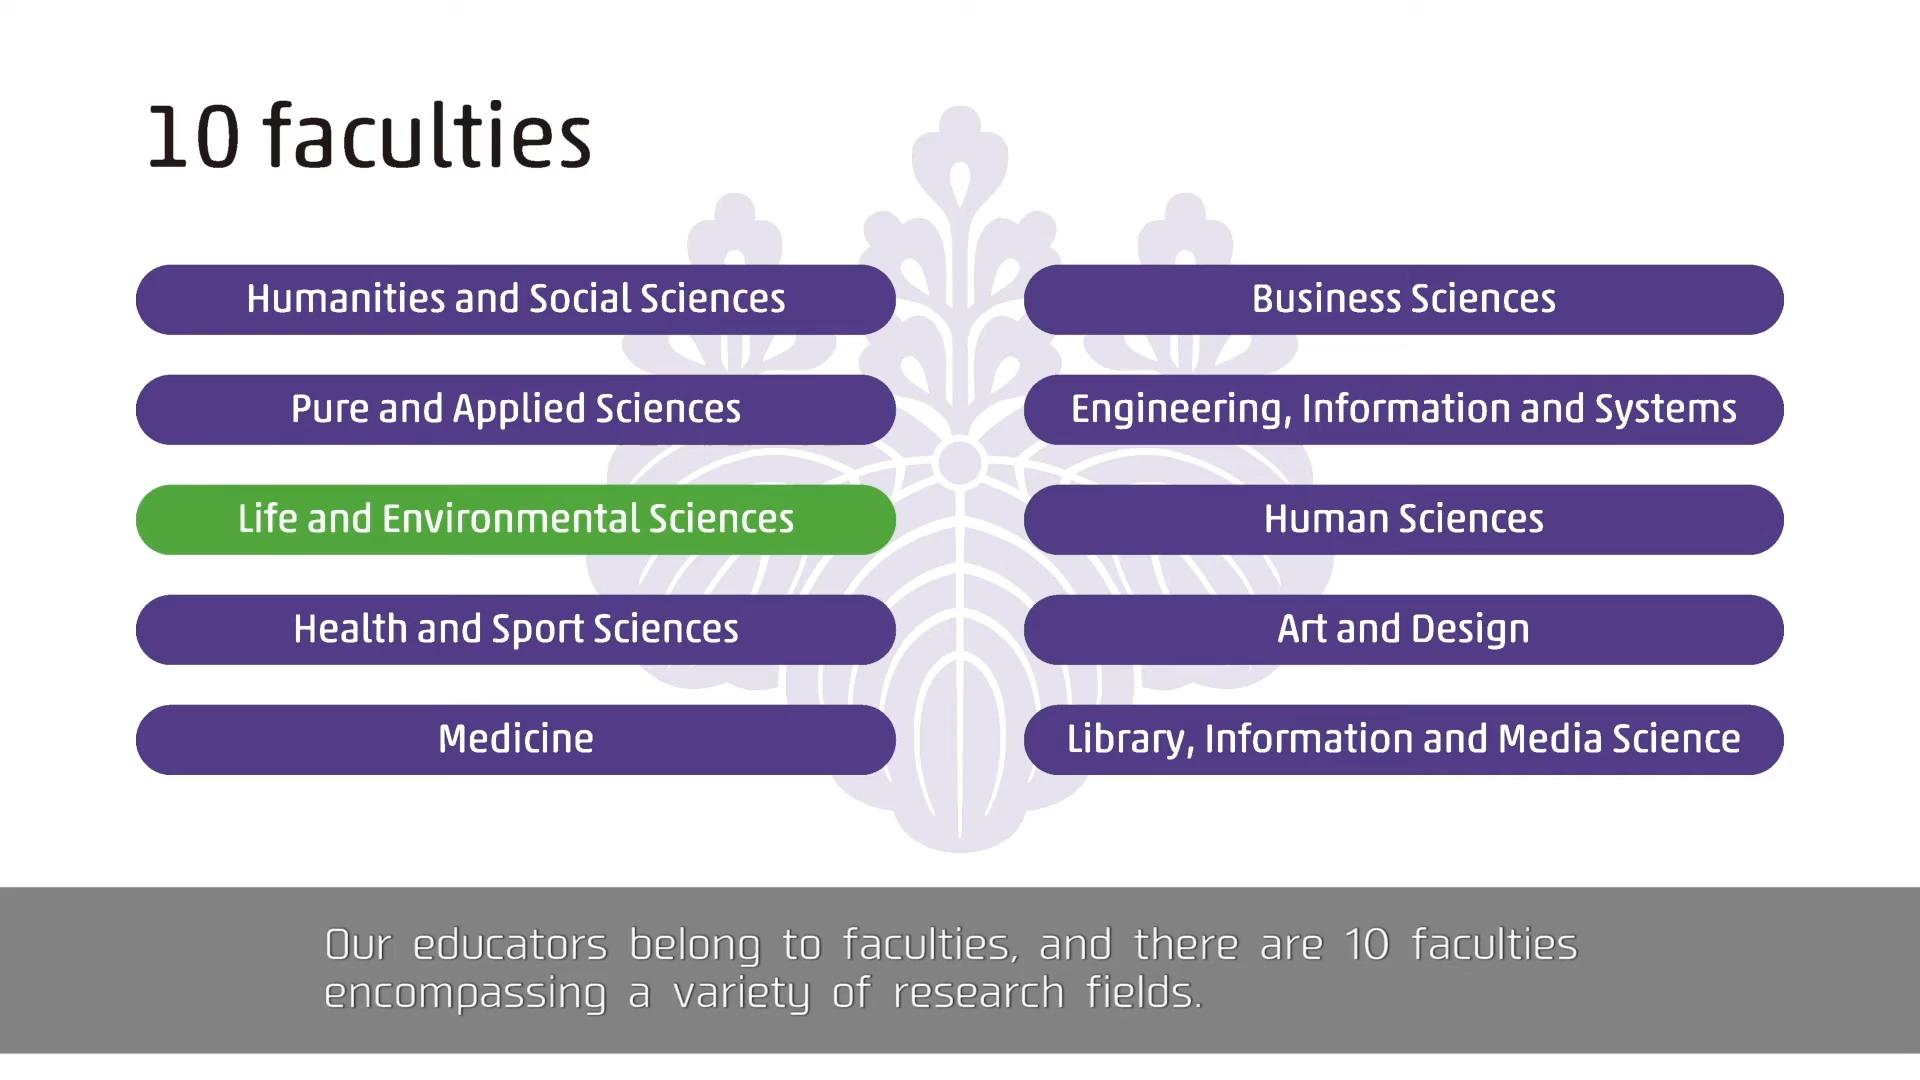 10 faculties
Humanities and Social Sciences
Business Sciences
Pure and Applied Sciences
Engineering, Information and Systems
Life and Environmental Sciences
Human Sciences
Health and Sport Sciences
Art and Design
Medicine
Library, Information and Media Science
Our educators belong to faculties, and there are 10 faculties
encompassing a variety of research fields.